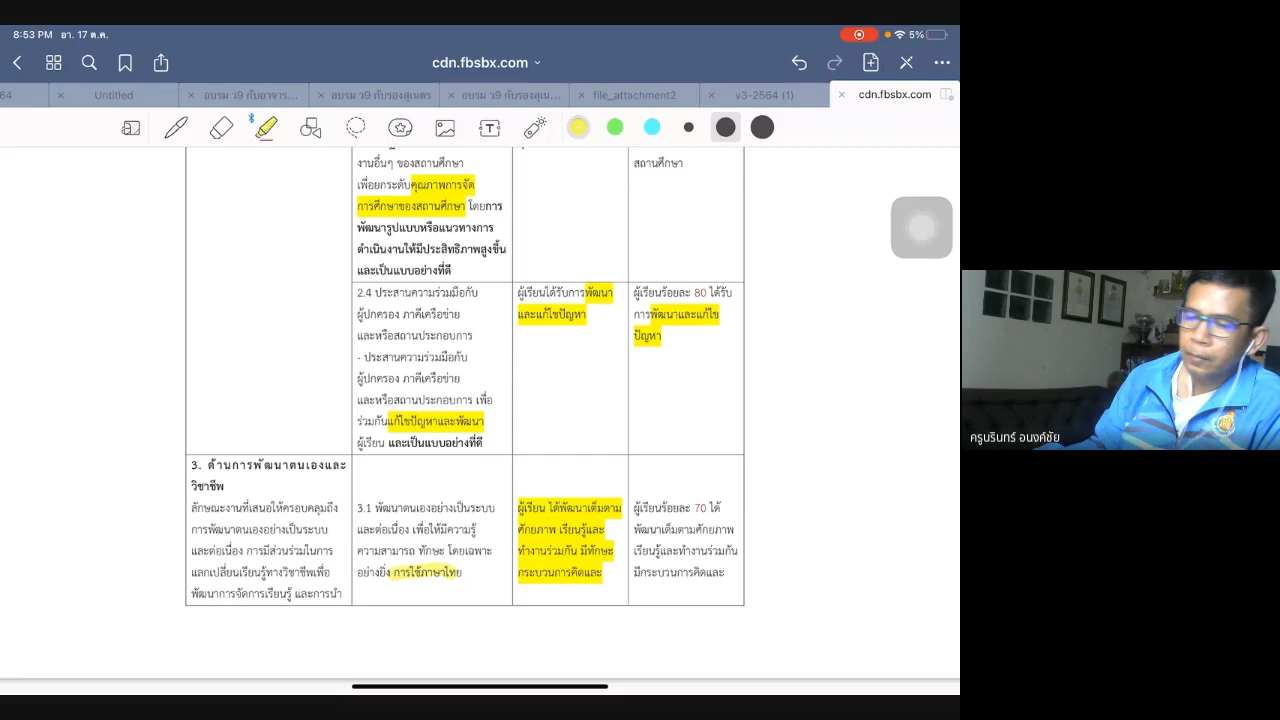 8:53 PM อา. 17 ต.ค.
5%
cdn.fbsbx.com
64
Untitled
อบรม ว9 กับอาจาร...
อบรม ว9 กับรองสุเนตร
อบรม ว9 กับรองสุเน...
file_attachment2
v3-2564 (1)
cdn.fbsbx.com
งานอื่นๆ ของสถานศึกษา
เพื่อยกระดับคุณภาพการจัด
การศึกษาของสถานศึกษา โดยการ
พัฒนารูปแบบหรือแนวทางการ
ดำเนินงานให้มีประสิทธิภาพสูงขึ้น
และเป็นแบบอย่างที่ดี
สถานศึกษา
2.4 ประสานความร่วมมือกับ
ผู้ปกครอง ภาคีเครือข่าย
และหรือสถานประกอบการ
- ประสานความร่วมมือกับ
ผู้ปกครอง ภาคีเครือข่าย
และหรือสถานประกอบการ เพื่อ
ร่วมกันแก้ไขปัญหาและพัฒนา
ผู้เรียน และเป็นแบบอย่างที่ดี
ผู้เรียนได้รับการพัฒนา
และแก้ไขปัญหา
ผู้เรียนร้อยละ 80 ได้รับ
การพัฒนาและแก้ไข
ปัญหา
3. ด้านการพัฒนาตนเองและ
วิชาชีพ
ลักษณะงานที่เสนอให้ครอบคลุมถึง
การพัฒนาตนเองอย่างเป็นระบบ
และต่อเนื่อง การมีส่วนร่วมในการ
แลกเปลี่ยนเรียนรู้ทางวิชาชีพเพื่อ
พัฒนาการจัดการเรียนรู้ และการนำ
3.1 พัฒนาตนเองอย่างเป็นระบบ
และต่อเนื่อง เพื่อให้มีความรู้
ความสามารถ ทักษะ โดยเฉพาะ
อย่างยิ่ง การใช้ภาษาไทย
ผู้เรียน ได้พัฒนาเต็มตาม
ศักยภาพ เรียนรู้และ
ทำงานร่วมกัน มีทักษะ
กระบวนการคิดและ
ผู้เรียนร้อยละ 70 ได้
พัฒนาเต็มตามศักยภาพ
เรียนรู้และทำงานร่วมกัน
มีกระบวนการคิดและ
ครูนรินทร์ อนงค์ชัย